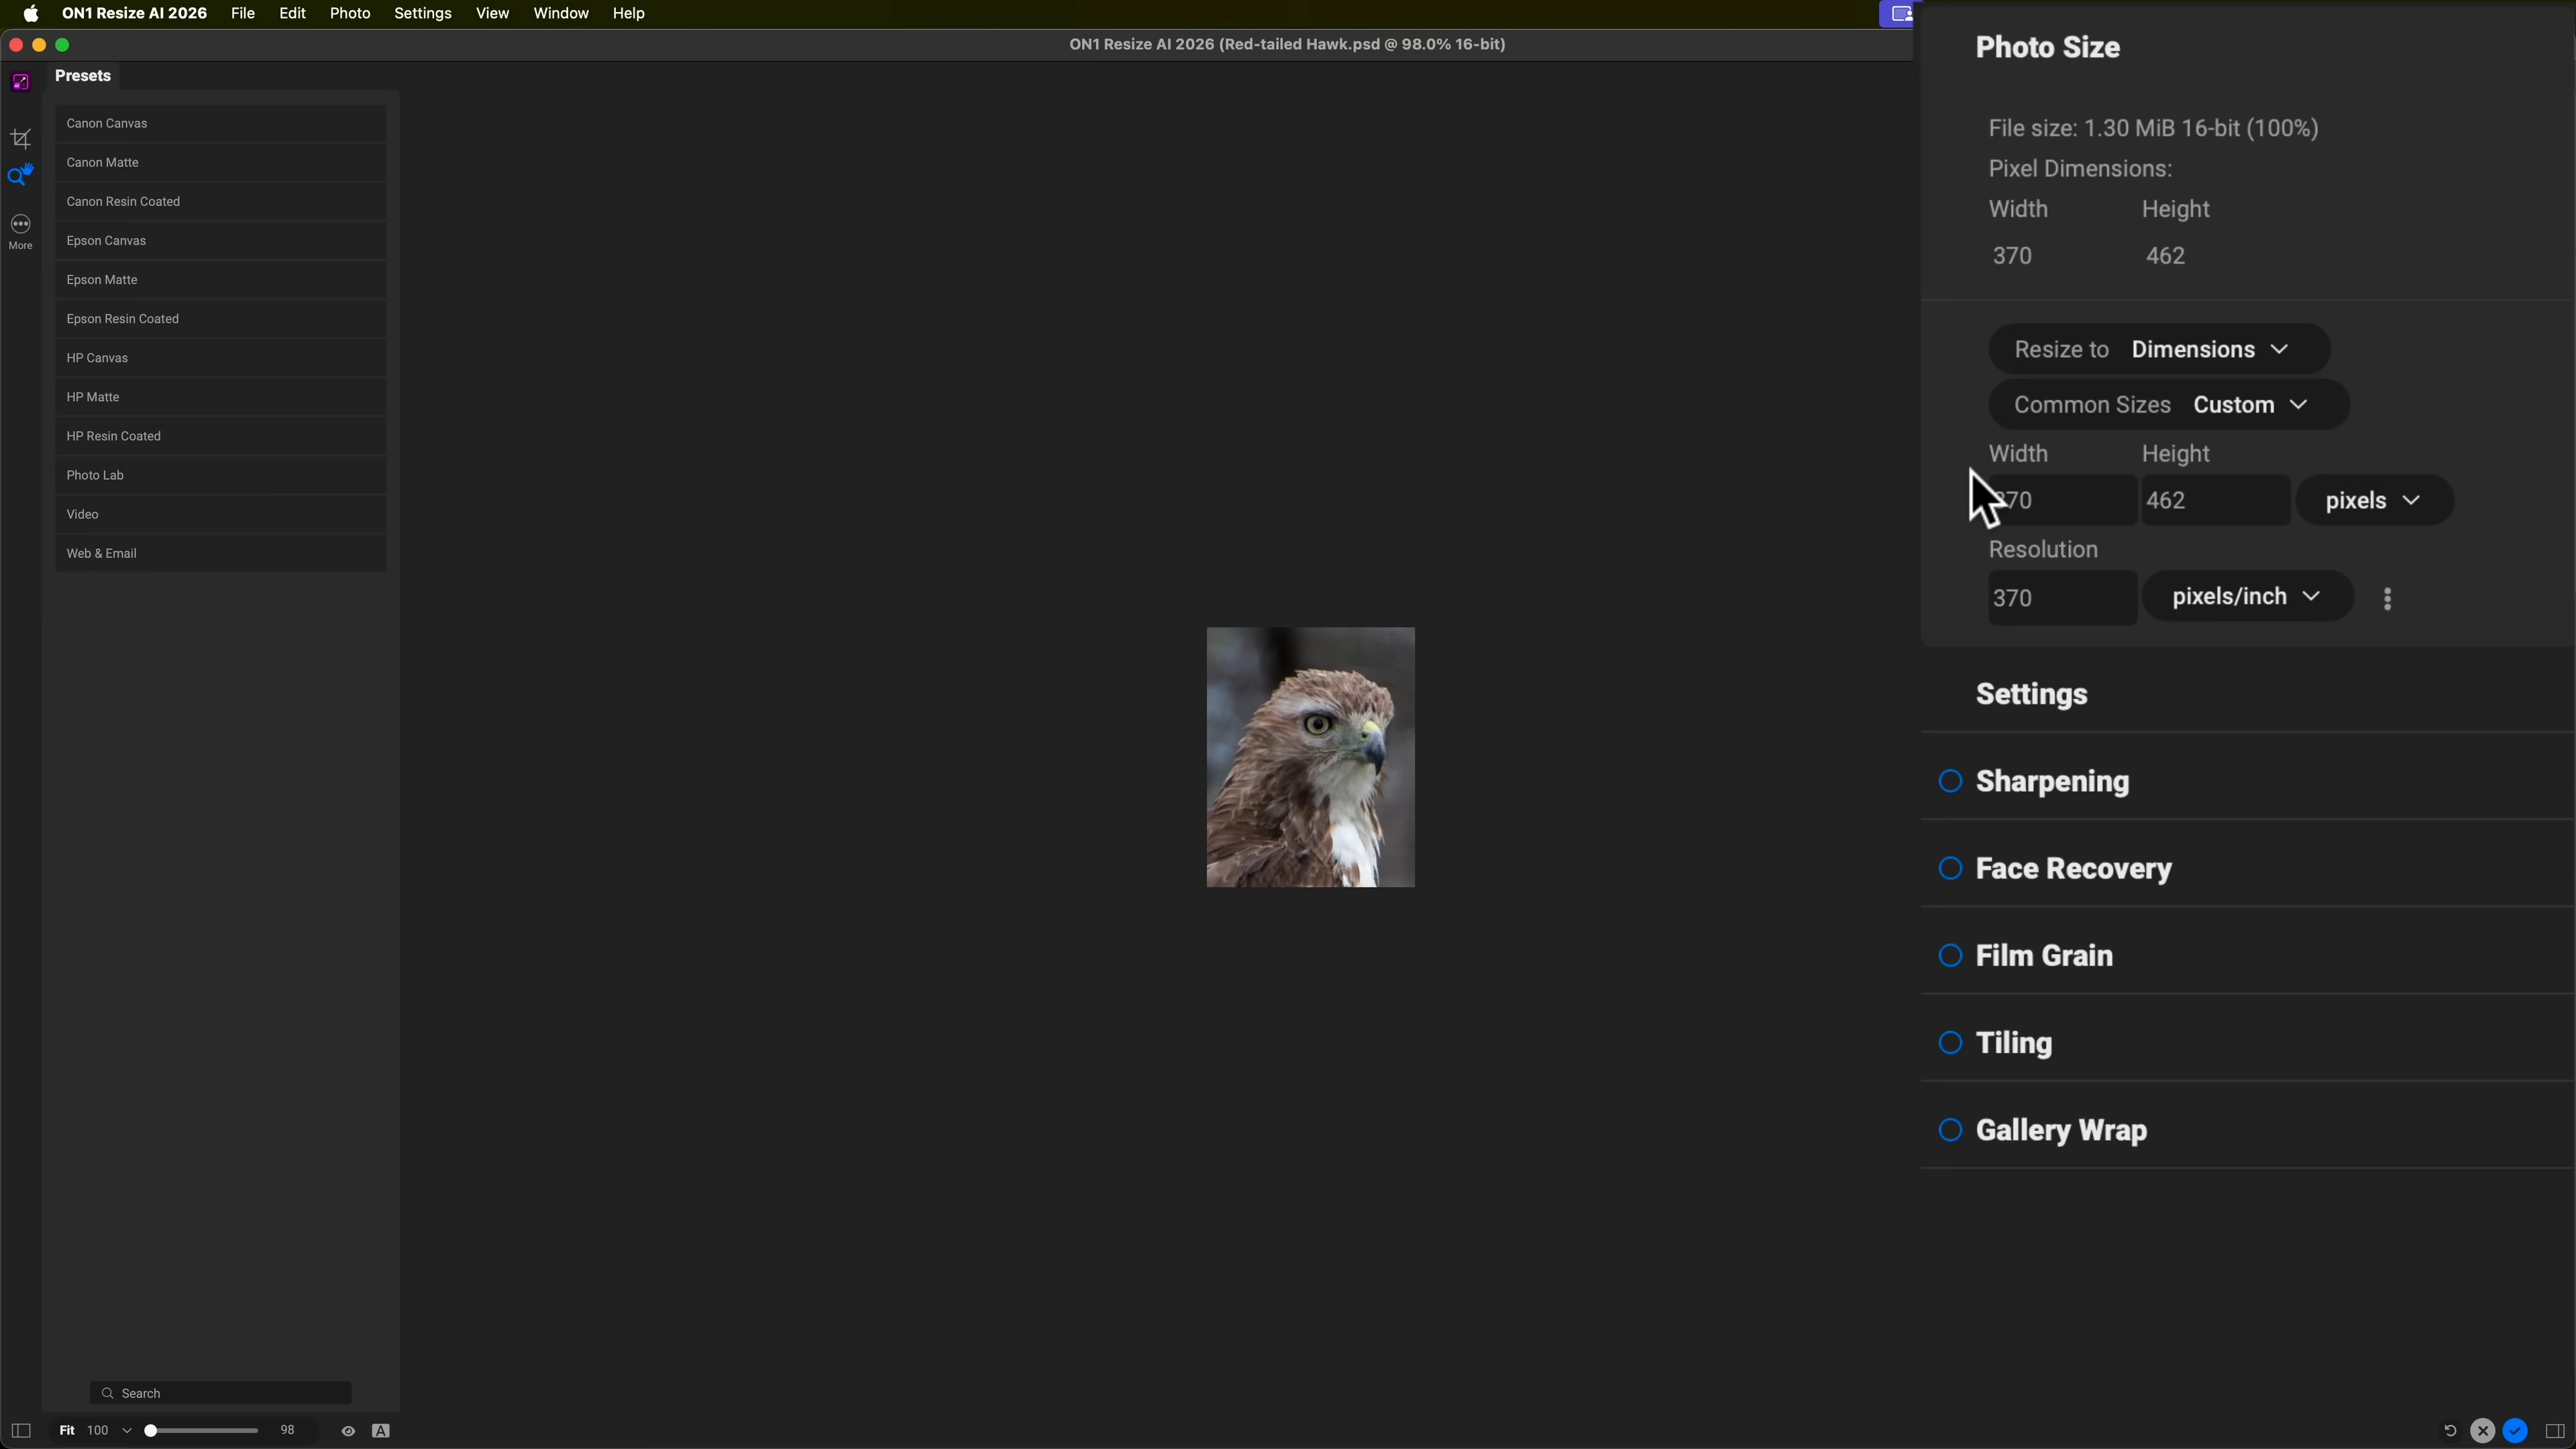 ON1 Resize AI 2026 File Edit Photo Settings View Window Help
ON1 Resize AI 2026 (Red-tailed Hawk.psd @ 98.0% 16-bit)
More
Presets
Canon Canvas
Canon Matte
Canon Resin Coated
Epson Canvas
Epson Matte
Epson Resin Coated
HP Canvas
HP Matte
HP Resin Coated
Photo Lab
Video
Web & Email
Search
Fit 100 98
A
Photo Size
File size: 1.30 MiB 16-bit (100%)
Pixel Dimensions:
Width Height
370 462
Resize to Dimensions
Common Sizes Custom
Width Height
370 462 pixels
Resolution
370 pixels/inch
Settings
Sharpening
Face Recovery
Film Grain
Tiling
Gallery Wrap